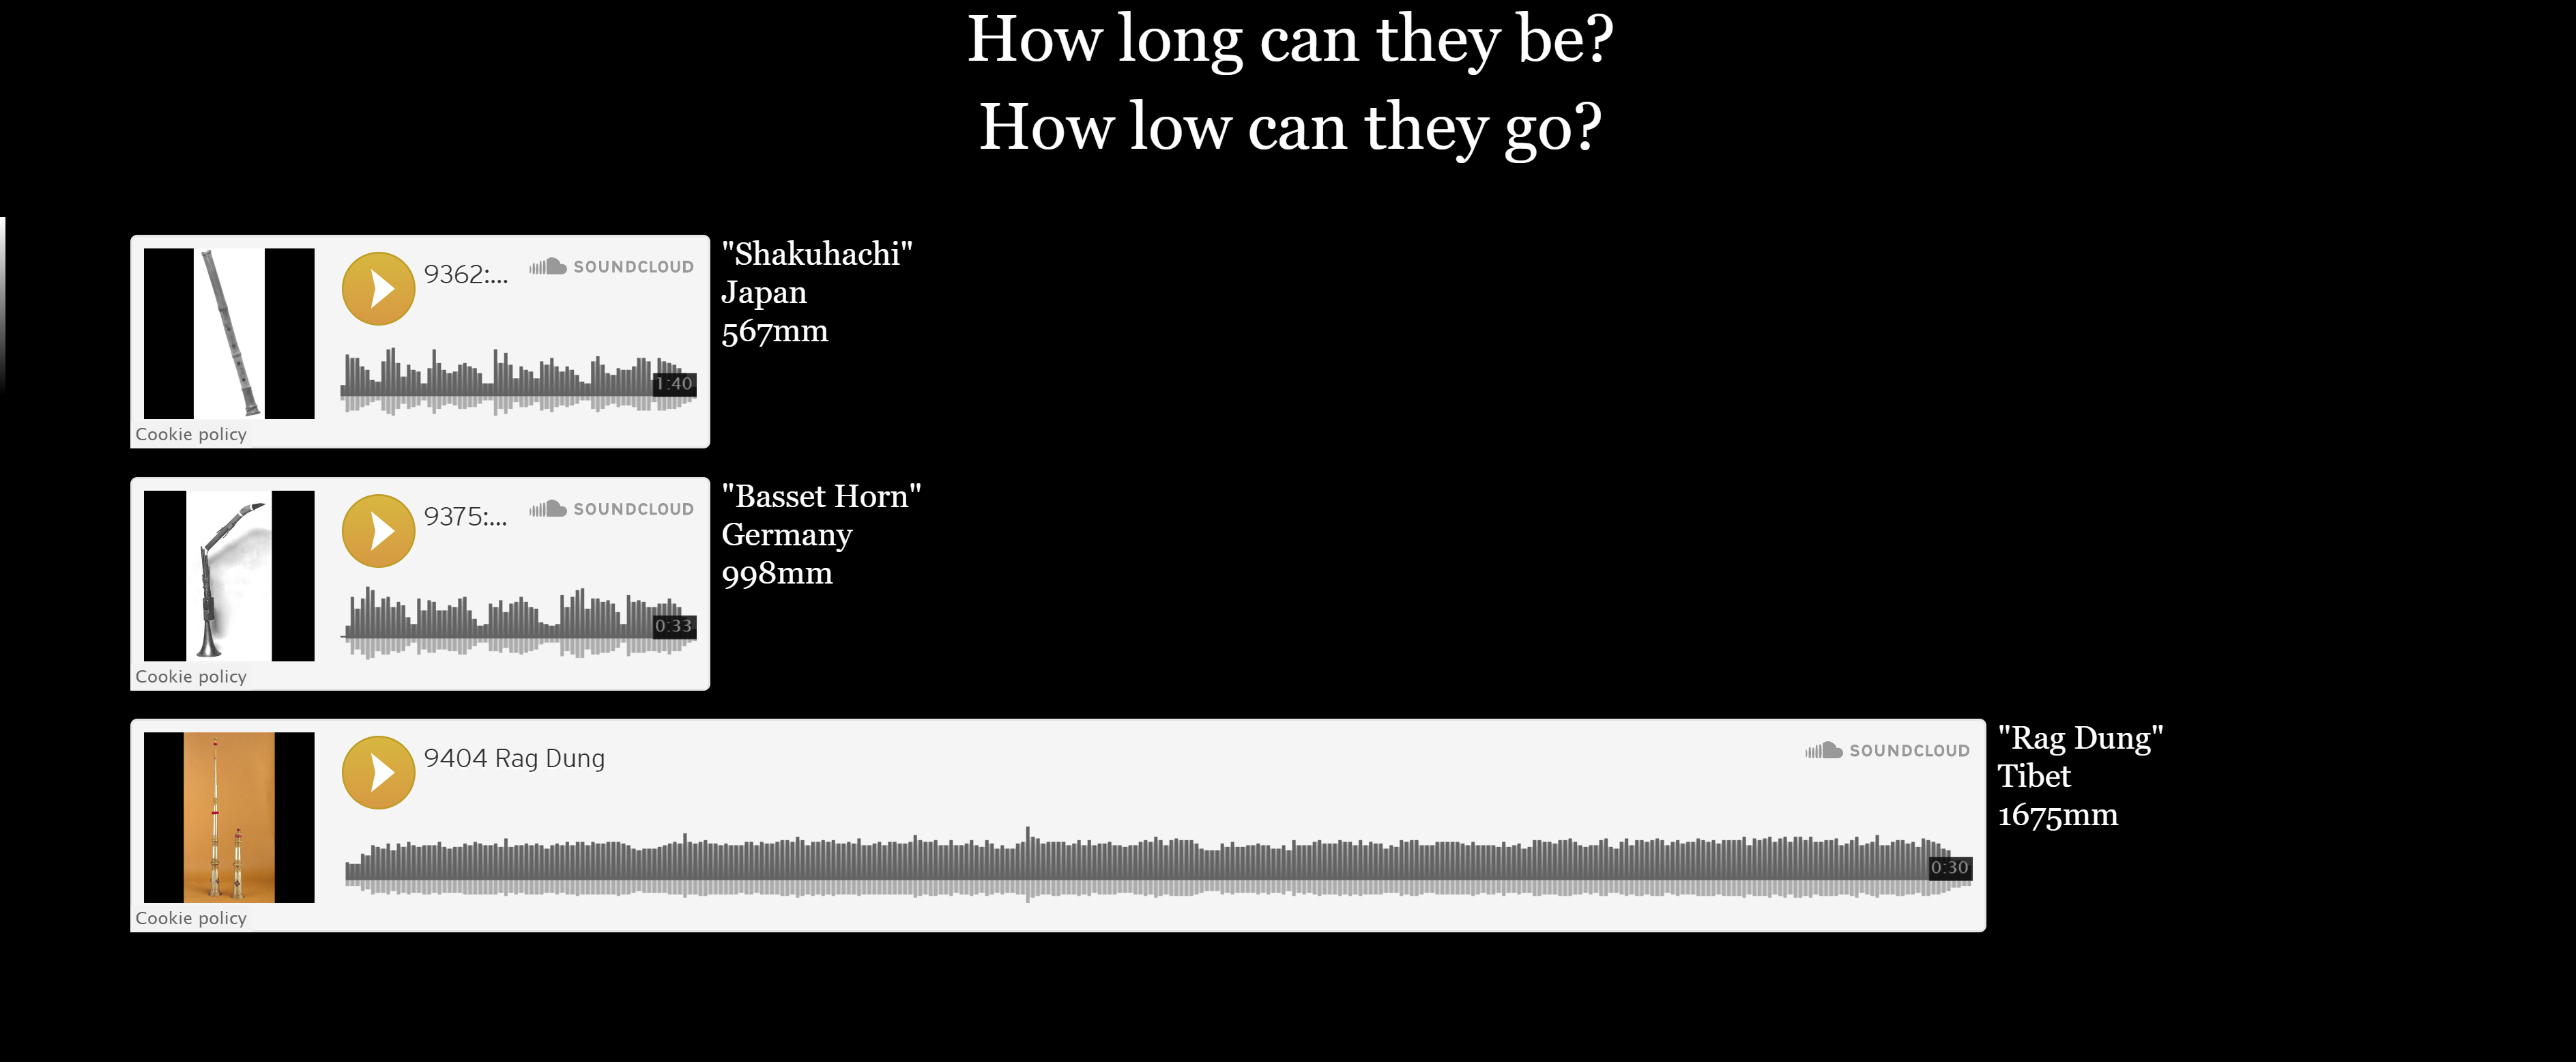 How long can they be?
How low can they go?
9362:...
SOUNDCLOUD
1:40
Cookie policy
"Shakuhachi"
Japan
567mm
9375:...
SOUNDCLOUD
0:33
Cookie policy
"Basset Horn"
Germany
998mm
9404 Rag Dung
SOUNDCLOUD
0:30
Cookie policy
"Rag Dung"
Tibet
1675mm